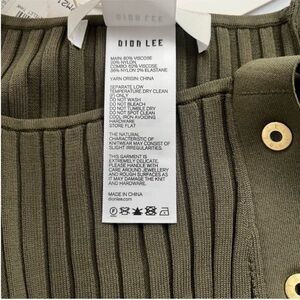 DION LEE
MAIN: 80% VISCOSE
20% NYLON
COMBO: 62% VISCOSE
36% NYLON 2% ELASTANE
YARN ORIGIN: CHINA
SEPARATE LOW
TEMPERATURE DRY CLEAN
(P) ONLY
DO NOT WASH
DO NOT BLEACH
DO NOT TUMBLE DRY
DO NOT SPOT CLEAN
COOL IRON AVOIDING
HARDWARE
STORE FLAT
THE NATURAL
CHARACTERISTIC OF
KNITWEAR MAY CONSIST OF
SLIGHT IRREGULARITIES.
THIS GARMENT IS
EXTREMELY DELICATE.
PLEASE HANDLE WITH
CARE AROUND JEWELLERY
AND ROUGH SURFACES AS
IT MAY DAMAGE THE KNIT
AND HARDWARE.
MADE IN CHINA
dionlee.com